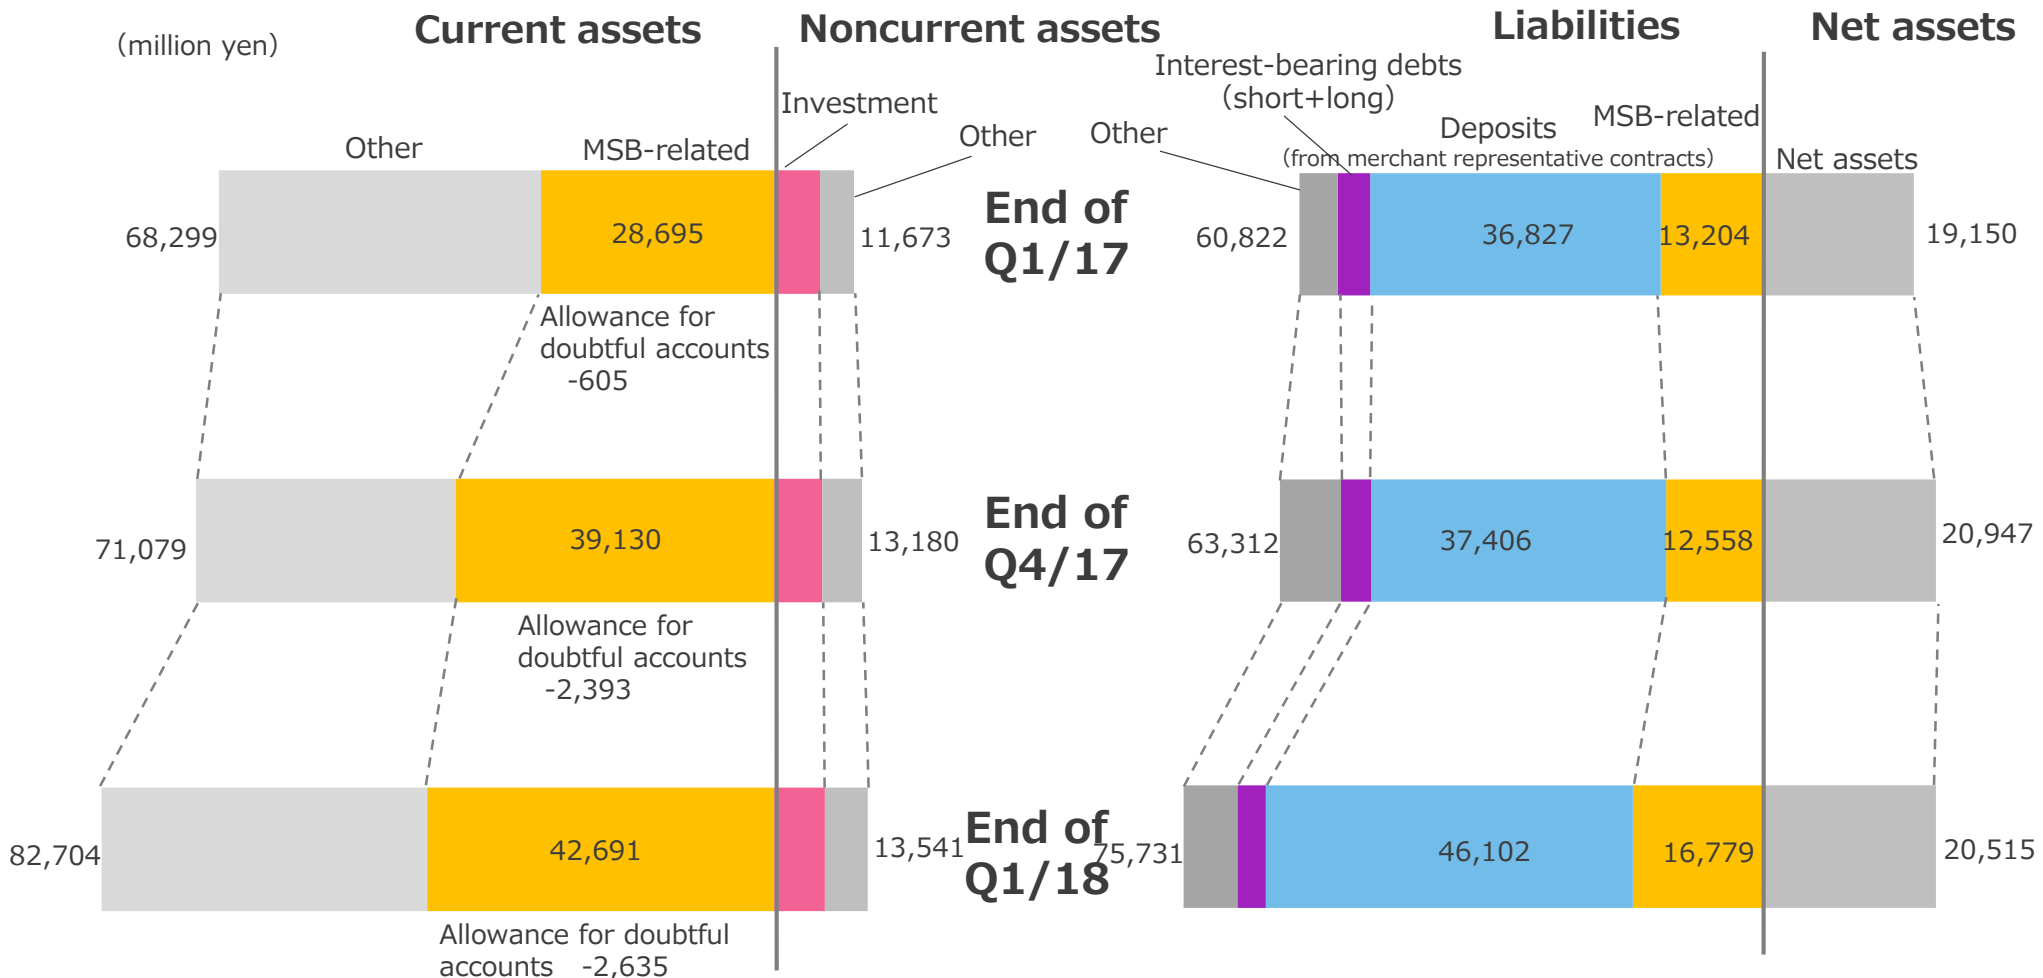 （million yen）
Current assets
Noncurrent assets
Liabilities
Net assets
Investment
Other
Other
MSB-related
Other
Interest-bearing debts
（short+long）
Deposits
（from merchant representative contracts）
MSB-related
Net assets
68,299
28,695
11,673
End of
Q1/17
60,822
36,827
13,204
19,150
Allowance for
doubtful accounts
-605
71,079
39,130
13,180
End of
Q4/17
63,312
37,406
12,558
20,947
Allowance for
doubtful accounts
-2,393
82,704
42,691
13,541
End of
Q1/18
75,731
46,102
16,779
20,515
Allowance for doubtful
accounts -2,635